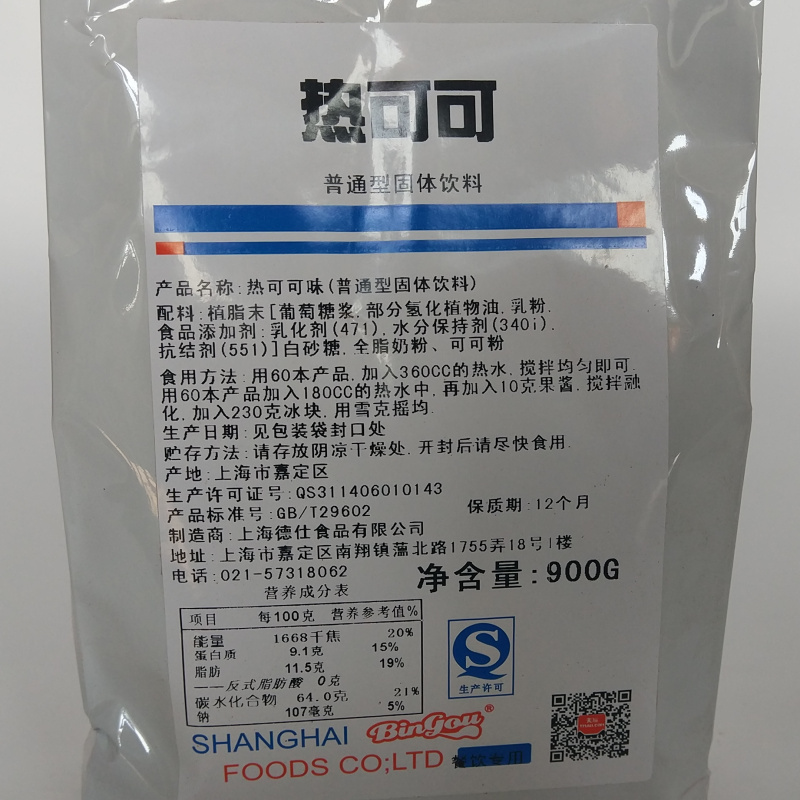 热可可
普通型固体饮料
产品名称:热可可味(普通型固体饮料)
配料:植脂末[葡萄糖浆,部分氢化植物油,乳粉.
食品添加剂:乳化剂(471),水分保持剂(340i).
抗结剂(551)]白砂糖,全脂奶粉、可可粉
食用方法:用60本产品,加入360CC的热水,搅拌均匀即可.
用60本产品加入180CC的热水中,再加入10克果酱,搅拌融
化,加入230克冰块,用雪克摇均.
生产日期:见包装袋封口处
贮存方法:请存放阴凉干燥处,开封后请尽快食用.
产地:上海市嘉定区
生产许可证号:QS311406010143
产品标准号:GB/T29602 保质期:12个月
制造商:上海德仕食品有限公司
地址:上海市嘉定区南翔镇蕰北路1755弄18号1楼
电话:021-57318062 净含量:900G
营养成分表
项目 每100克 营养参考值%
能量 1668千焦 20%
蛋白质 9.1克 15%
脂肪 11.5克 19%
——反式脂肪酸 0克
碳水化合物 64.0克 21%
钠 107毫克 5%
生产许可
SHANGHAI BinGou®
FOODS CO;LTD 餐饮专用